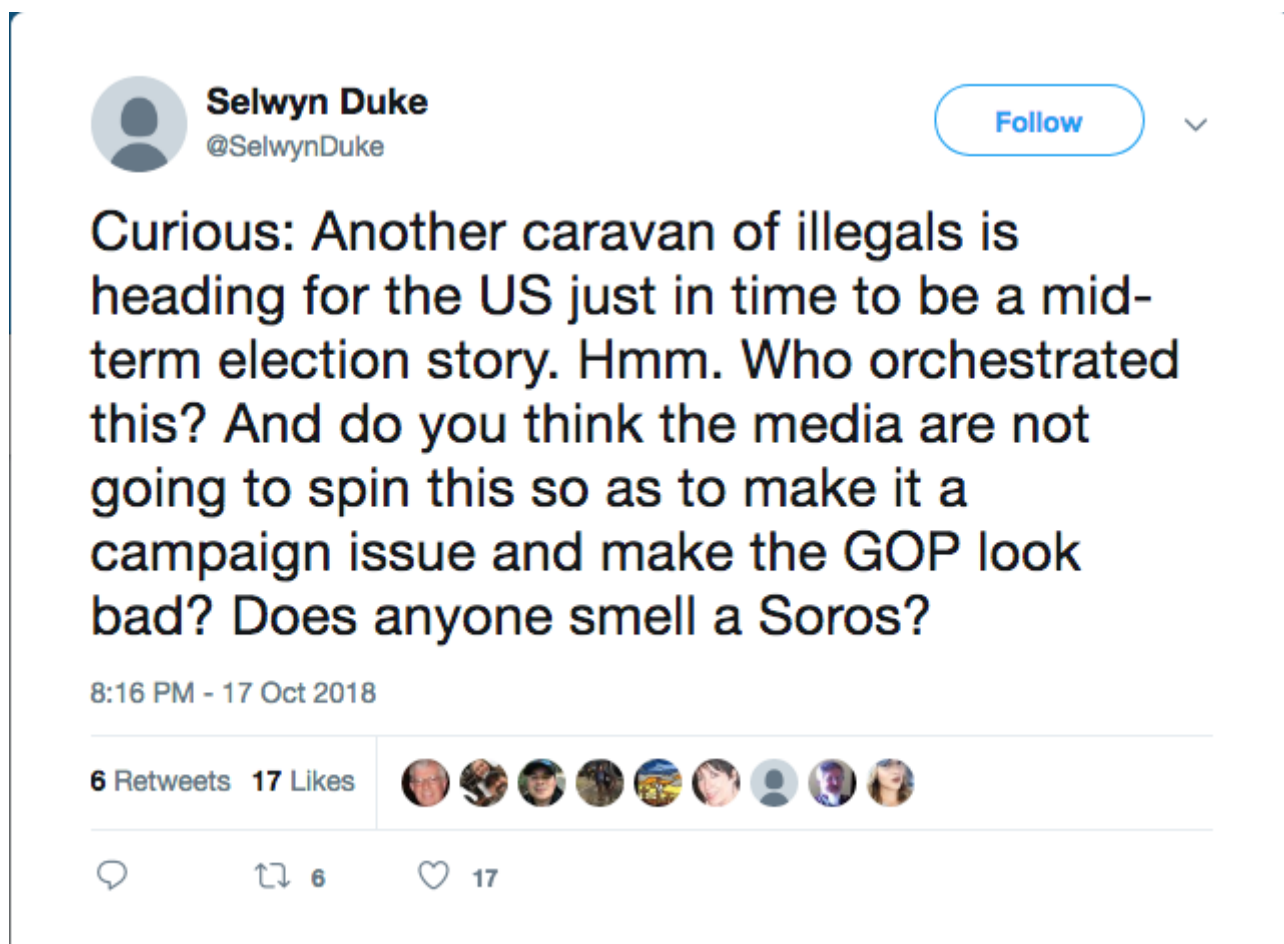 Selwyn Duke
@SelwynDuke
Follow
Curious: Another caravan of illegals is
heading for the US just in time to be a mid-
term election story. Hmm. Who orchestrated
this? And do you think the media are not
going to spin this so as to make it a
campaign issue and make the GOP look
bad? Does anyone smell a Soros?
8:16 PM - 17 Oct 2018
6 Retweets 17 Likes
6 17